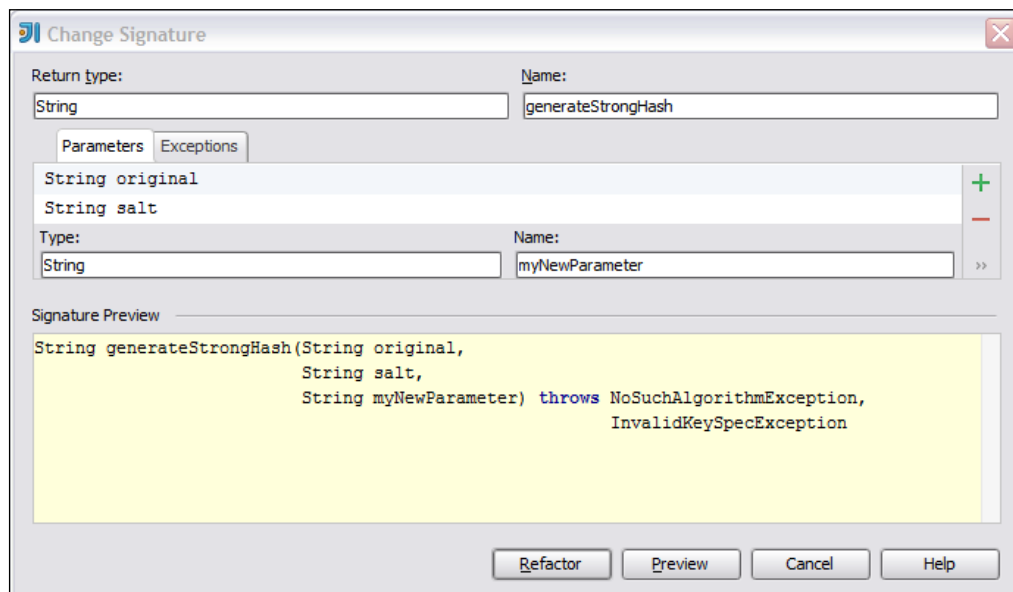 Change Signature
Return type: Name:
String generateStrongHash
Parameters Exceptions
String original
String salt
Type: Name:
String myNewParameter
Signature Preview
String generateStrongHash(String original,
String salt,
String myNewParameter) throws NoSuchAlgorithmException,
InvalidKeySpecException
Refactor Preview Cancel Help